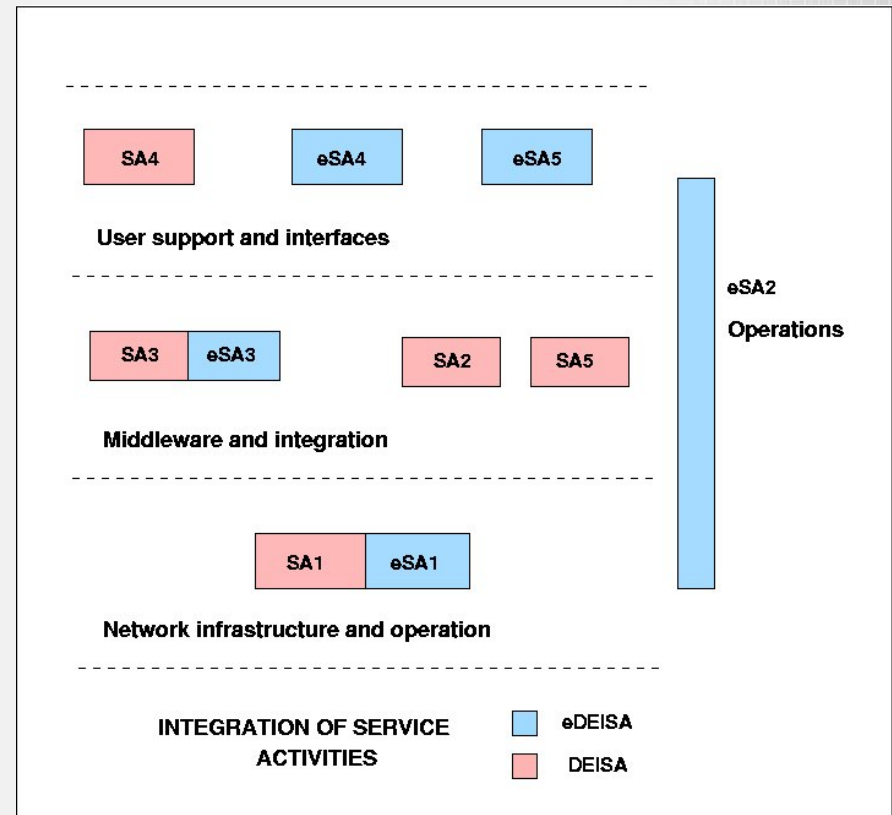 SA4
eSA4
eSA5
User support and interfaces
eSA2
Operations
SA3
eSA3
SA2
SA5
Middleware and integration
SA1
eSA1
Network infrastructure and operation
INTEGRATION OF SERVICE
ACTIVITIES
eDEISA
DEISA